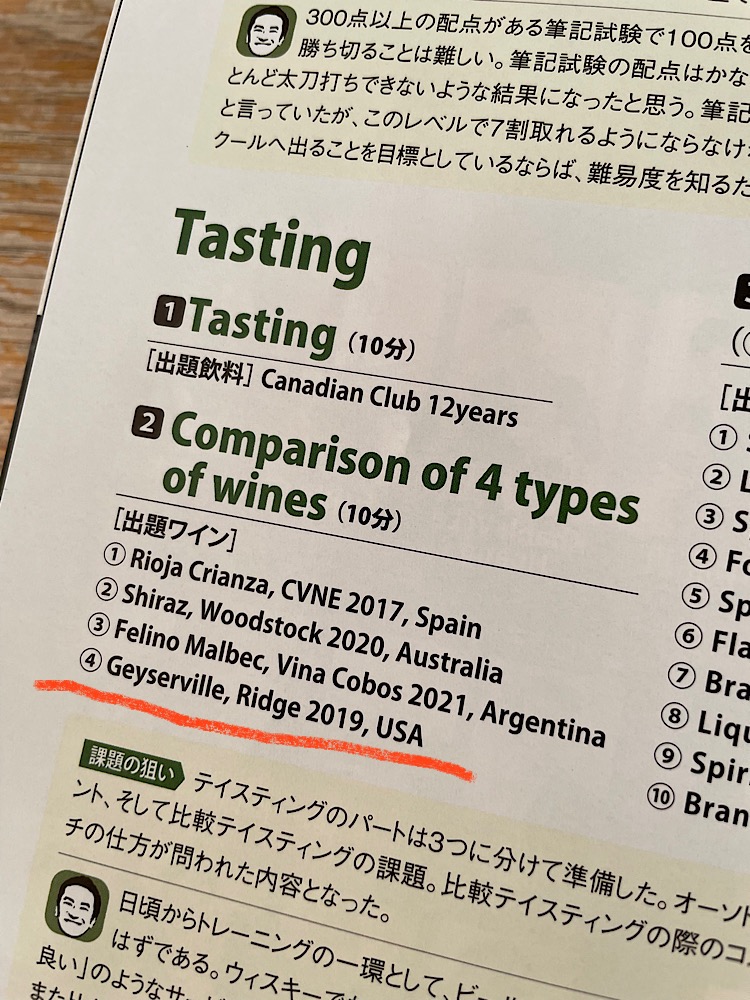 300点以上の配点がある筆記試験で100点を
勝ち切ることは難しい。筆記試験の配点はかな
とんど太刀打ちできないような結果になったと思う。筆記
と言っていたが、このレベルで7割取れるようにならなけ
クールへ出ることを目標としているならば、難易度を知るた
Tasting
1 Tasting (10分)
[出題飲料] Canadian Club 12years
2 Comparison of 4 types
of wines (10分)
[出題ワイン]
① Rioja Crianza, CVNE 2017, Spain
② Shiraz, Woodstock 2020, Australia
③ Felino Malbec, Vina Cobos 2021, Argentina
④ Geyserville, Ridge 2019, USA
①
②
③ S
④ Fo
⑤ Sp
⑥ Fla
⑦ Bra
⑧ Liqu
⑨ Spiri
⑩ Bran
課題の狙い テイスティングのパートは3つに分けて準備した。オーソド
ント、そして比較テイスティングの課題。比較テイスティングの際のコ
チの仕方が問われた内容となった。
日頃からトレーニングの一環として、ビー
はずである。ウィスキーで
良い」のような